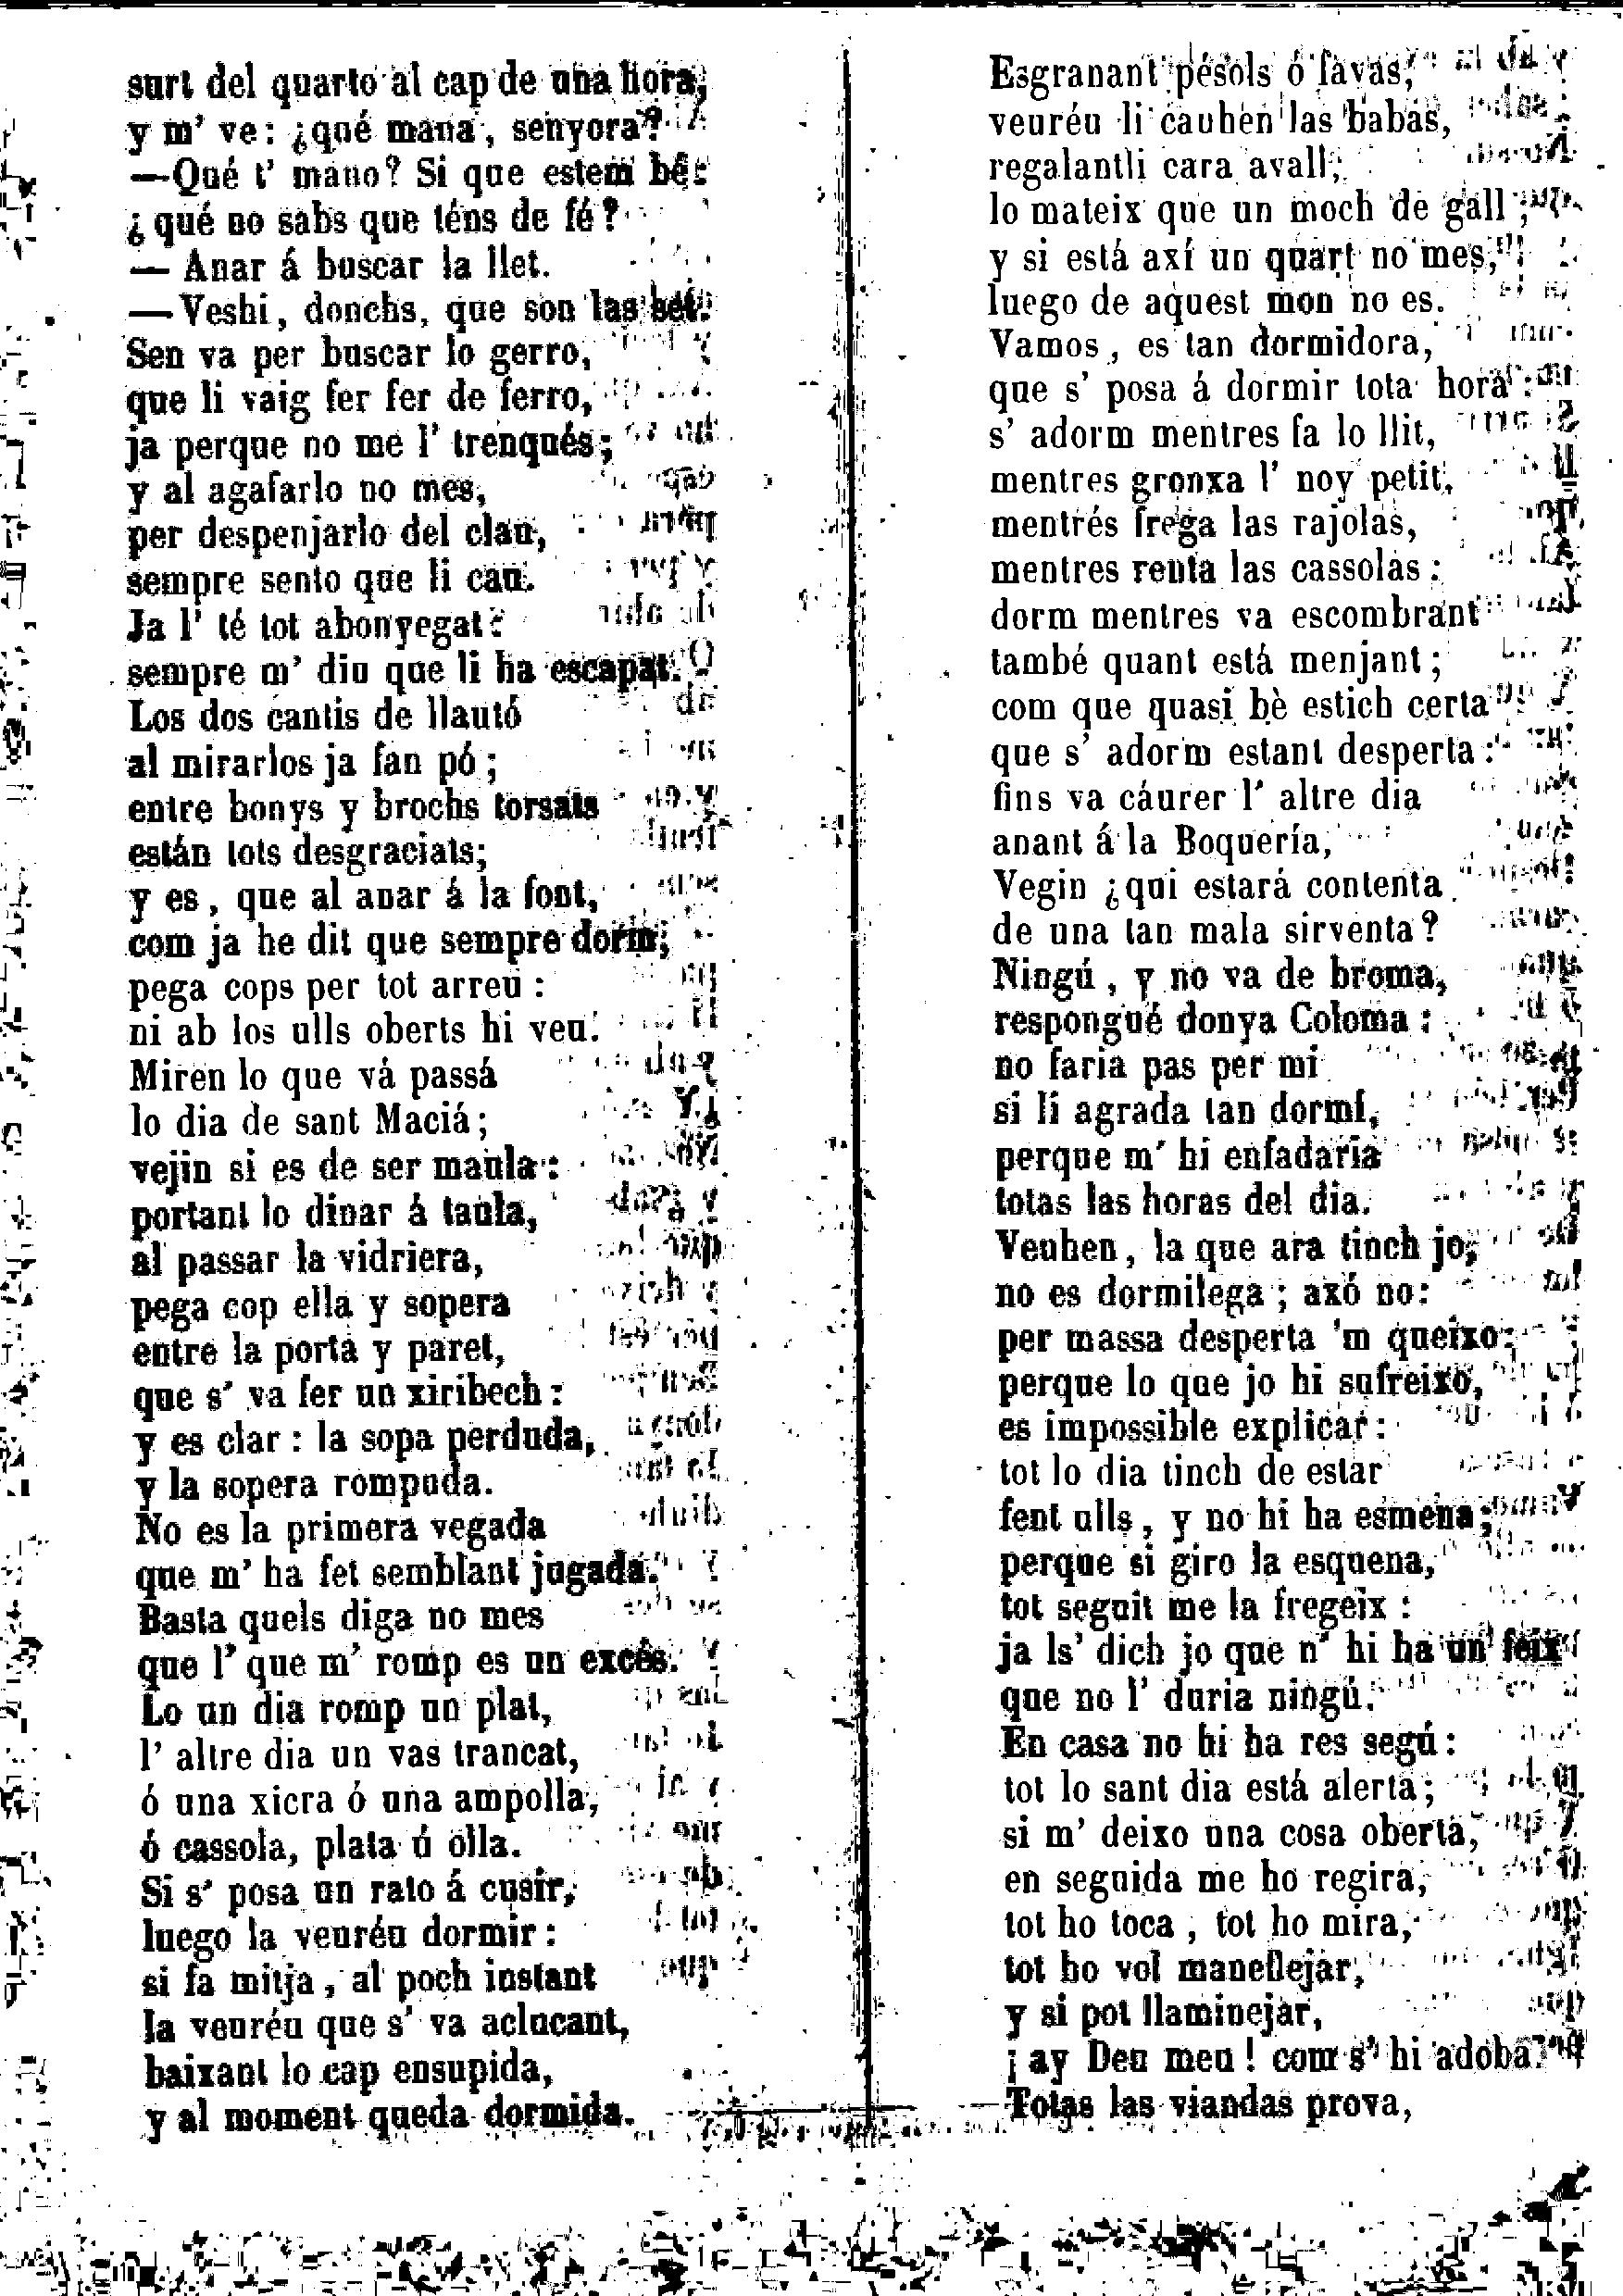 surt del quarto al cap de una hora,
y m' ve: ¿qué mana, senyora?
—Qué t' mano? Si que estem bé:
¿qué no sabs que téns de fé?
— Anar á buscar la llet.
—Veshi, donchs, que son las set.
Sen va per buscar lo gerro,
que li vaig fer fer de ferro,
ja perque no me l' trenqués;
y al agafarlo no mes,
per despenjarlo del clau,
sempre sento que li cau.
Ja l' té tot abonyegat:
sempre m' diu que li ha escapat.
Los dos cantis de llautó
al mirarlos ja fan pó;
entre bonys y brochs torsats
están tots desgraciats;
y es, que al anar á la font,
com ja he dit que sempre dorm,
pega cops per tot arreu:
ni ab los ulls oberts hi veu.
Miren lo que vá passá
lo dia de sant Maciá;
vejin si es de ser maula:
portant lo dinar á taula,
al passar la vidriera,
pega cop ella y sopera
entre la porta y paret,
que s' va fer un xiribech:
y es clar: la sopa perduda,
y la sopera rompuda.
No es la primera vegada
que m' ha fet semblant jugada.
Basta quels diga no mes
que l' que m' romp es un excés.
Lo un dia romp un plat,
l' altre dia un vas trancat,
ó una xicra ó una ampolla,
ó cassola, plata ú olla.
Si s' posa un rato á cusir,
luego la veuréu dormir:
si fa mitja, al poch instant
la veuréu que s' va aclucant,
baixant lo cap ensupida,
y al moment queda dormida.
Esgranant pésols ó favas,
veuréu li cauhen las babas,
regalantli cara avall,
lo mateix que un moch de gall;
y si está axí un quart no mes,
luego de aquest mon no es.
Vamos, es tan dormidora,
que s' posa á dormir tota hora:
s' adorm mentres fa lo llit,
mentres gronxa l' noy petit,
mentrés frega las rajolas,
mentres renta las cassolas:
dorm mentres va escombrant
també quant está menjant;
com que quasi bè estich certa
que s' adorm estant desperta:
fins va cáurer l' altre dia
anant á la Boquería,
Vegin ¿qui estará contenta
de una tan mala sirventa?
Ningú, y no va de broma,
respongué donya Coloma:
no faria pas per mi
si li agrada tan dormí,
perque m' hi enfadaria
totas las horas del dia.
Veuhen, la que ara tinch jo,
no es dormilega; axó no:
per massa desperta 'm queixo:
perque lo que jo hi sufreixo,
es impossible explicar:
tot lo dia tinch de estar
fent ulls, y no hi ha esmena;
perque si giro la esquena,
tot seguit me la fregeix:
ja ls' dich jo que n' hi ha un feix
que no l' duria ningú.
En casa no hi ha res segú:
tot lo sant dia está alerta;
si m' deixo una cosa oberta,
en seguida me ho regira,
tot ho toca, tot ho mira,
tot ho vol manellejar,
y si pot llaminejar,
¡ay Deu meu! com s' hi adoba.
Totas las viandas prova,